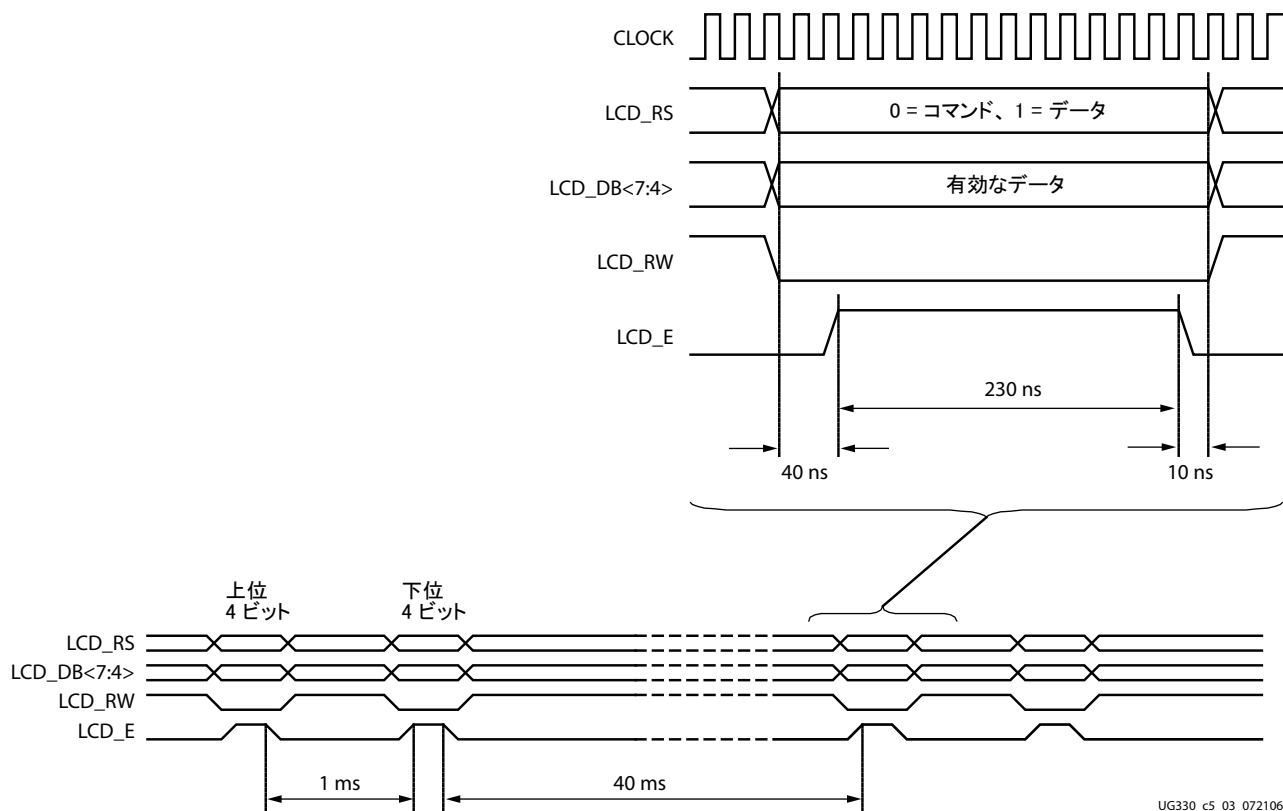 CLOCK
LCD_RS
0 = コマンド、 1 = データ
LCD_DB<7:4>
有効なデータ
LCD_RW
LCD_E
230 ns
40 ns
10 ns
上位
4 ビット
下位
4 ビット
LCD_RS
LCD_DB<7:4>
LCD_RW
LCD_E
1 ms
40 ms
UG330_c5_03_072106